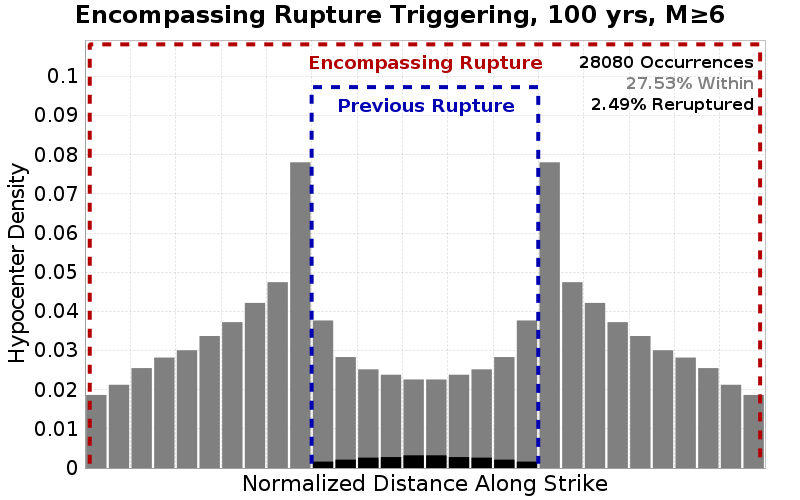 Encompassing Rupture Triggering, 100 yrs, M≥6
Encompassing Rupture
28080 Occurrences
27.53% Within
2.49% Reruptured
Previous Rupture
Hypocenter Density
0.1
0.09
0.08
0.07
0.06
0.05
0.04
0.03
0.02
0.01
0
Normalized Distance Along Strike